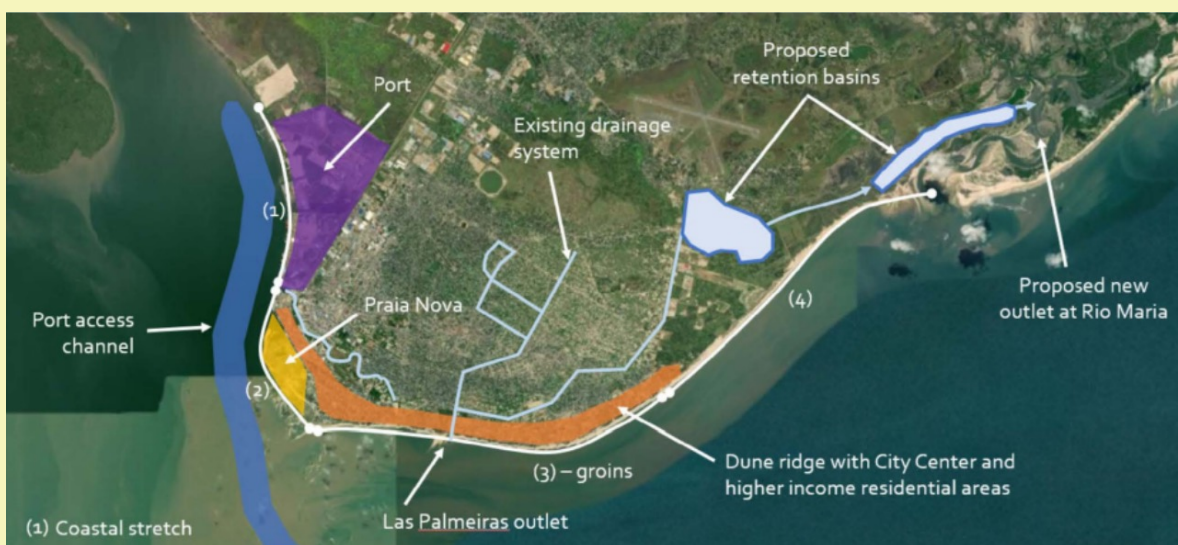 Proposed
retention basins
Port
Existing drainage
system
(1)
Praia Nova
(4)
Proposed new
outlet at Rio Maria
Port access
channel
(2)
(3) – groins
Dune ridge with City Center and
higher income residential areas
Las Palmeiras outlet
(1) Coastal stretch